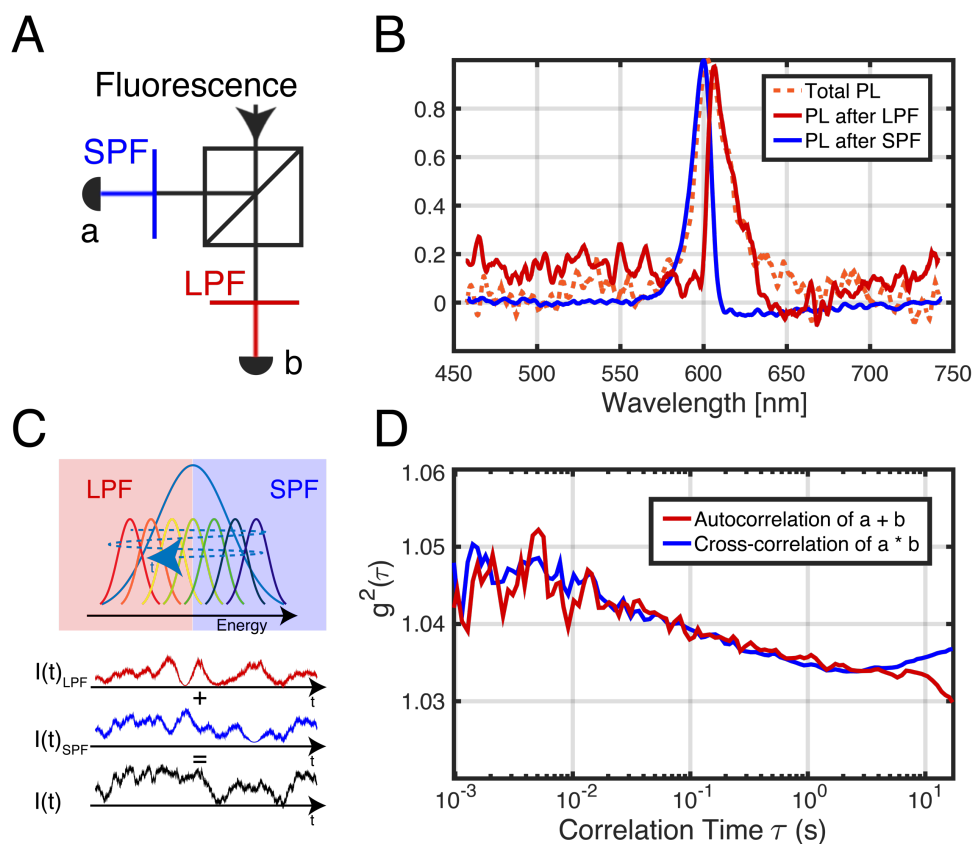 A
Fluorescence
SPF
a
LPF
b
B
0.8
0.6
0.4
0.2
0
450
500
550
600
650
700
750
Wavelength [nm]
Total PL
PL after LPF
PL after SPF
C
LPF
SPF
t
Energy
I(t)LPF
t
+
I(t)SPF
t
=
I(t)
t
D
1.06
1.05
1.04
1.03
g²(τ)
10⁻³
10⁻²
10⁻¹
10⁰
10¹
Correlation Time τ (s)
Autocorrelation of a + b
Cross-correlation of a * b